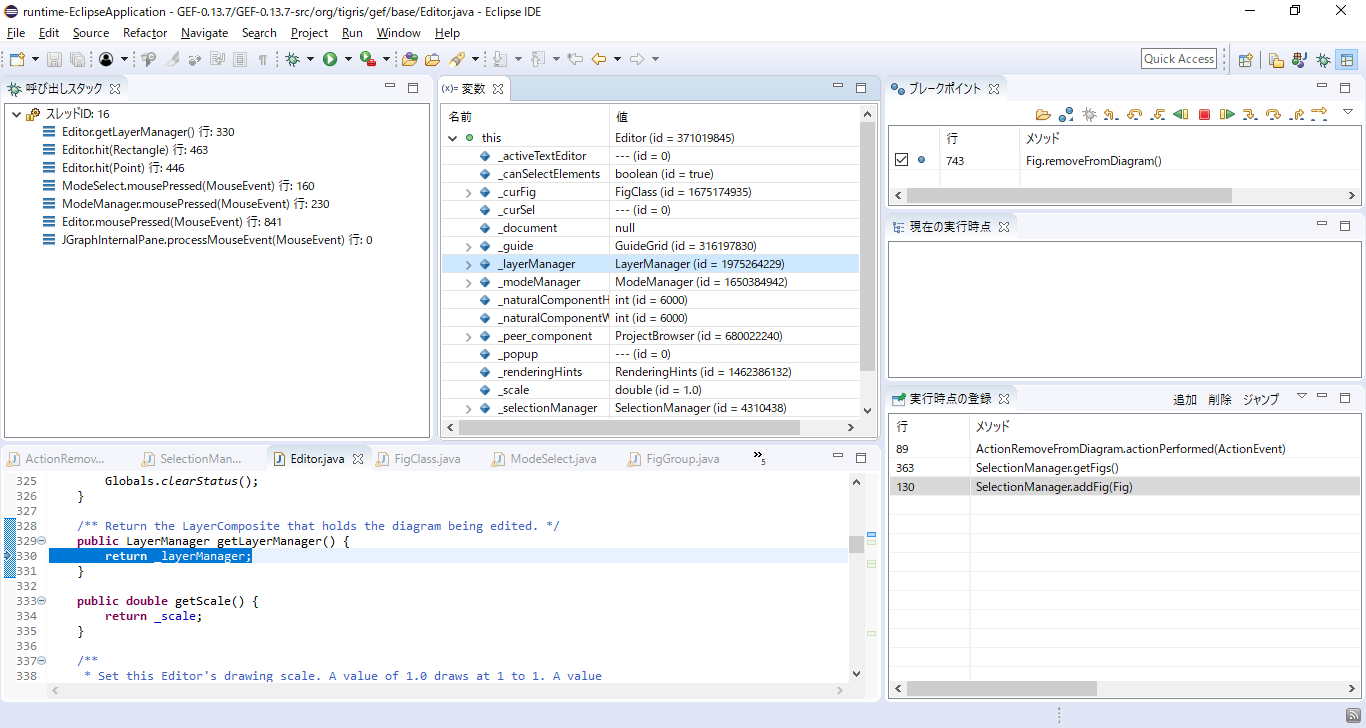 runtime-EclipseApplication - GEF-0.13.7/GEF-0.13.7-src/org/tigris/gef/base/Editor.java - Eclipse IDE
File Edit Source Refactor Navigate Search Project Run Window Help
Quick Access
呼び出しスタック
スレッドID: 16
Editor.getLayerManager() 行: 330
Editor.hit(Rectangle) 行: 463
Editor.hit(Point) 行: 446
ModeSelect.mousePressed(MouseEvent) 行: 160
ModeManager.mousePressed(MouseEvent) 行: 230
Editor.mousePressed(MouseEvent) 行: 841
JGraphInternalPane.processMouseEvent(MouseEvent) 行: 0
(x)= 変数
名前 値
this Editor (id = 371019845)
_activeTextEditor --- (id = 0)
_canSelectElements boolean (id = true)
_curFig FigClass (id = 1675174935)
_curSel --- (id = 0)
_document null
_guide GuideGrid (id = 316197830)
_layerManager LayerManager (id = 1975264229)
_modeManager ModeManager (id = 1650384942)
_naturalComponentH int (id = 6000)
_naturalComponentW int (id = 6000)
_peer_component ProjectBrowser (id = 680022240)
_popup --- (id = 0)
_renderingHints RenderingHints (id = 1462386132)
_scale double (id = 1.0)
_selectionManager SelectionManager (id = 4310438)
ブレークポイント
行 メソッド
743 Fig.removeFromDiagram()
現在の実行時点
実行時点の登録 追加 削除 ジャンプ
行 メソッド
89 ActionRemoveFromDiagram.actionPerformed(ActionEvent)
363 SelectionManager.getFigs()
130 SelectionManager.addFig(Fig)
ActionRemov... SelectionMan... Editor.java FigClass.java ModeSelect.java FigGroup.java »5
325 Globals.clearStatus();
326 }
327
328 /** Return the LayerComposite that holds the diagram being edited. */
329 public LayerManager getLayerManager() {
330 return _layerManager;
331 }
332
333 public double getScale() {
334 return _scale;
335 }
336
337 /**
338 * Set this Editor's drawing scale. A value of 1.0 draws at 1 to 1. A value